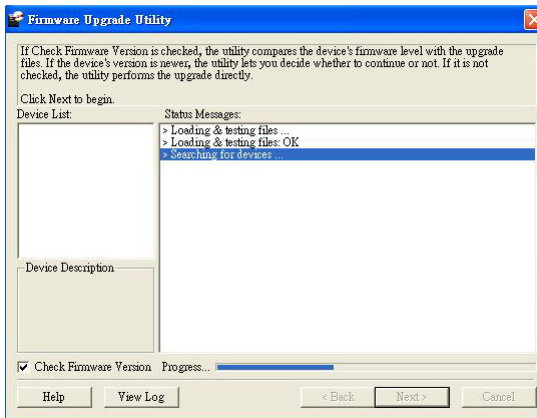 Firmware Upgrade Utility
If Check Firmware Version is checked, the utility compares the device's firmware level with the upgrade
files. If the device's version is newer, the utility lets you decide whether to continue or not. If it is not
checked, the utility performs the upgrade directly.
Click Next to begin.
Device List:
Status Messages:
> Loading & testing files ...
> Loading & testing files: OK
> Searching for devices ...
Device Description
Check Firmware Version Progress...
Help View Log < Back Next > Cancel